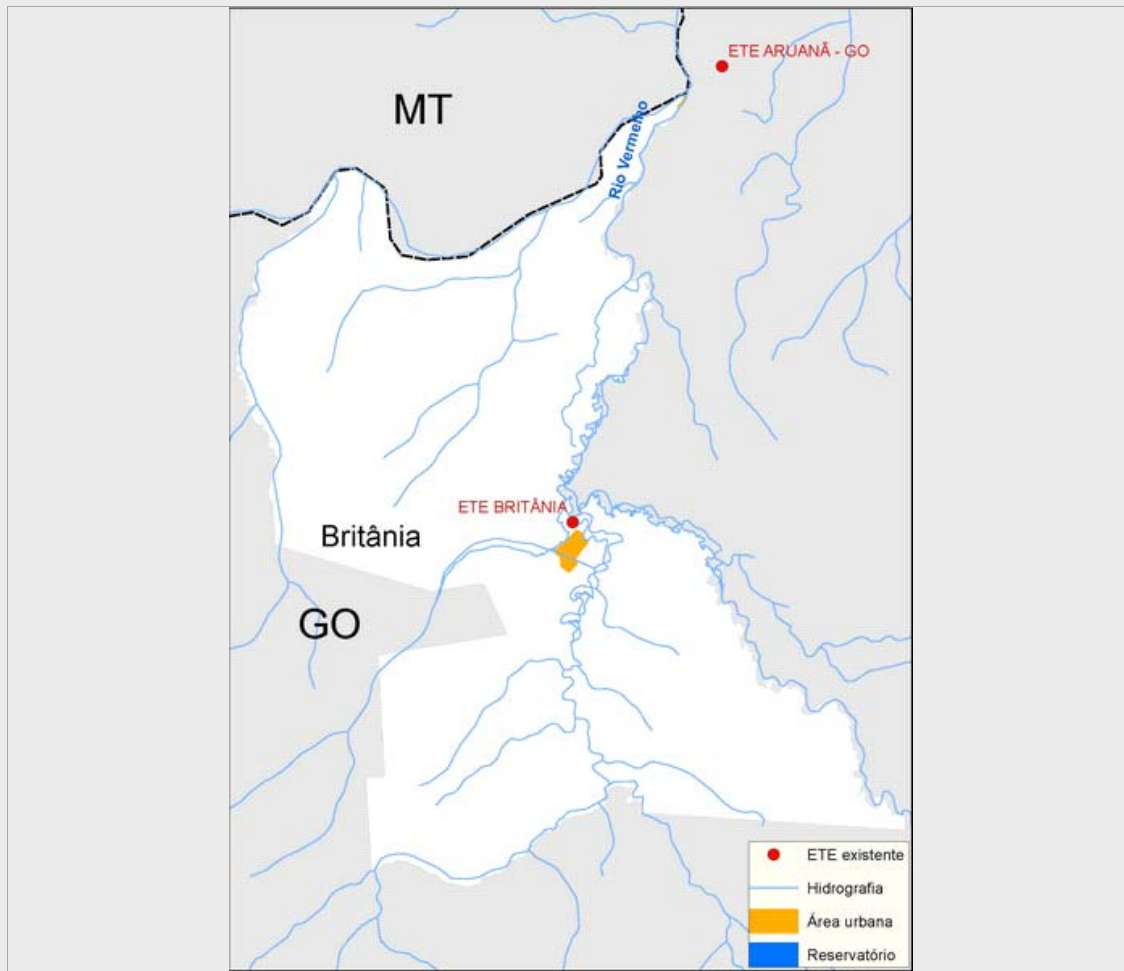 ETE ARUANÃ - GO
MT
Rio Vermelho
ETE BRITÂNIA
Britânia
GO
ETE existente
Hidrografia
Área urbana
Reservatório